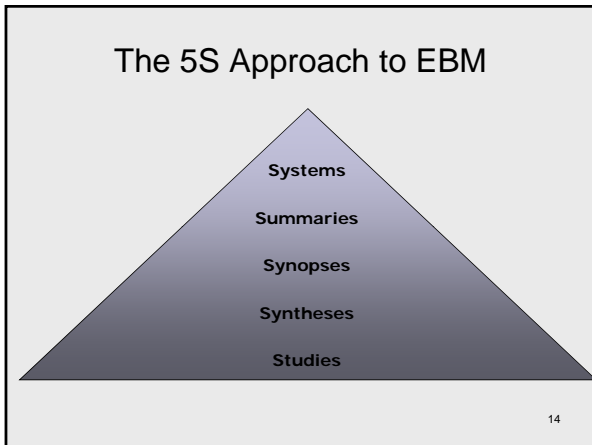 The 5S Approach to EBM
Systems
Summaries
Synopses
Syntheses
Studies
14